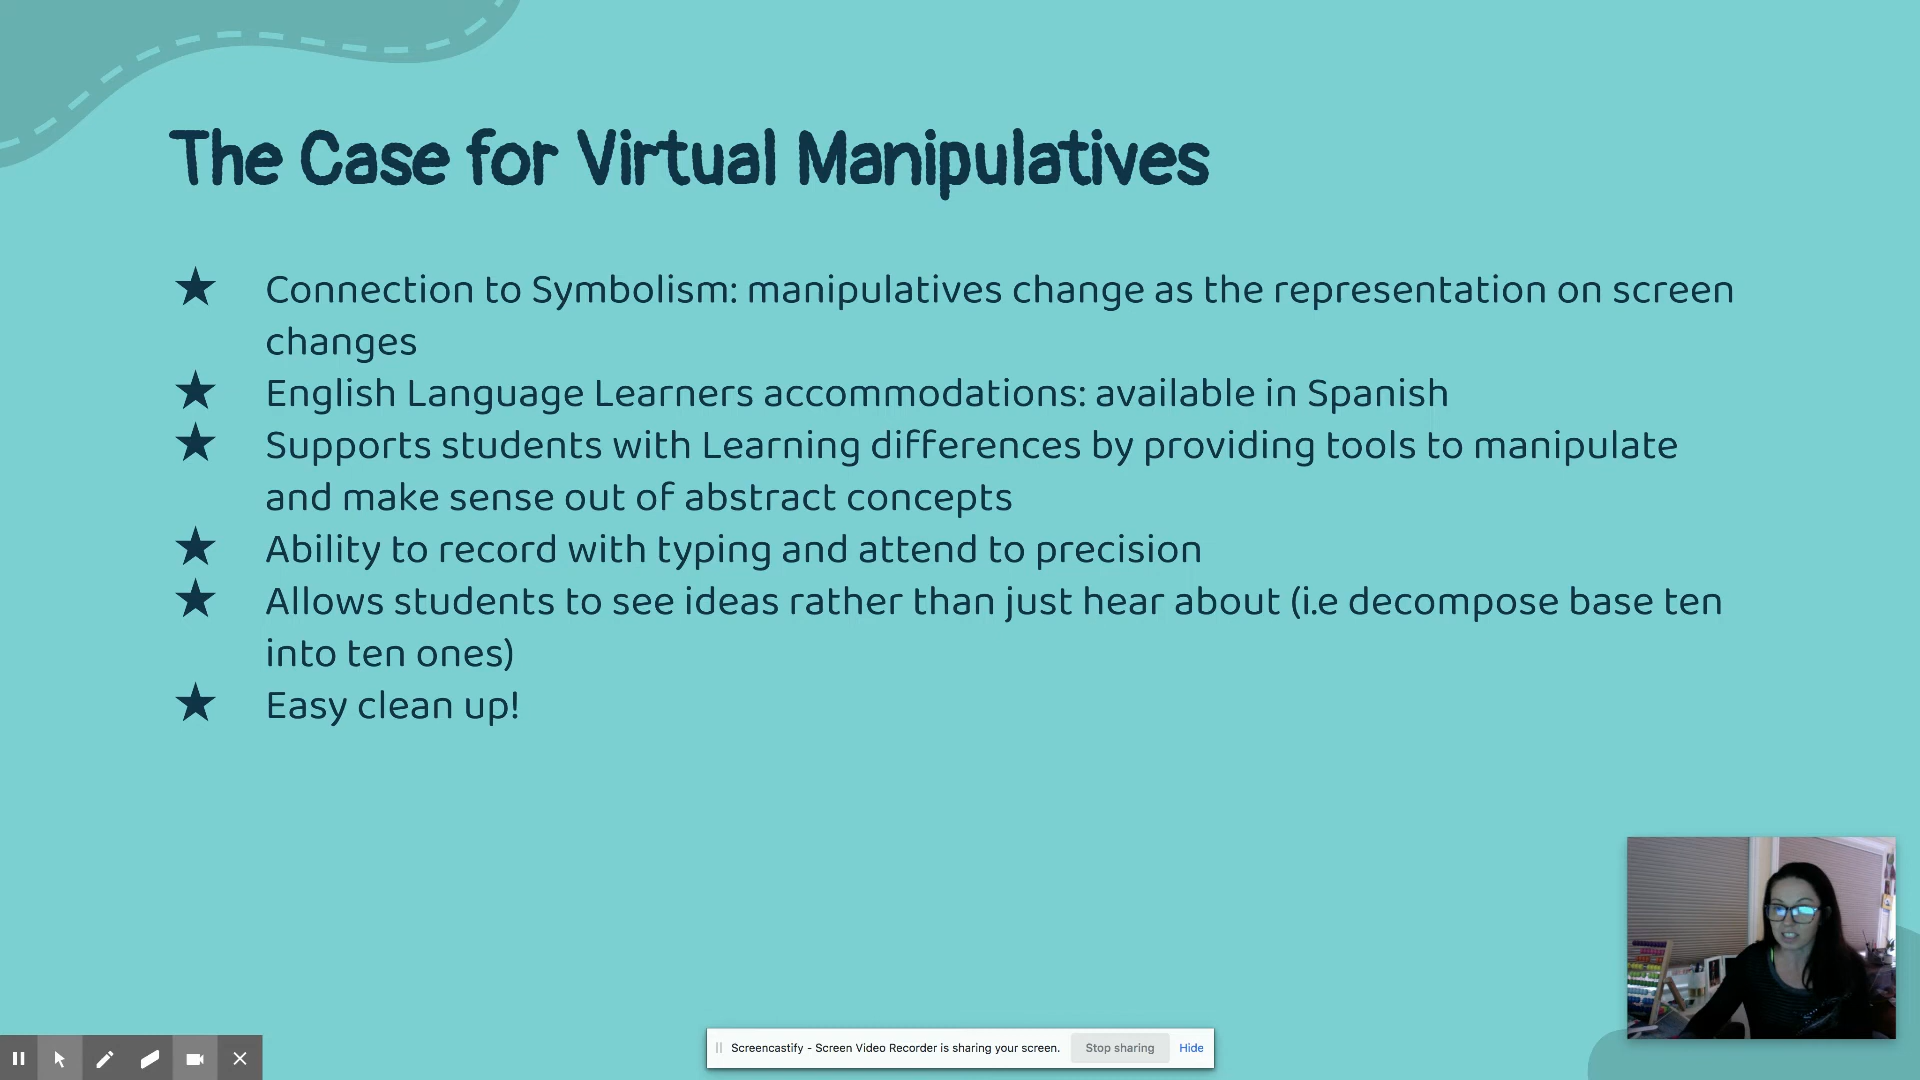 The Case for Virtual Manipulatives
★ Connection to Symbolism: manipulatives change as the representation on screen
changes
★ English Language Learners accommodations: available in Spanish
★ Supports students with Learning differences by providing tools to manipulate
and make sense out of abstract concepts
★ Ability to record with typing and attend to precision
★ Allows students to see ideas rather than just hear about (i.e decompose base ten
into ten ones)
★ Easy clean up!
Screencastify - Screen Video Recorder is sharing your screen. Stop sharing Hide